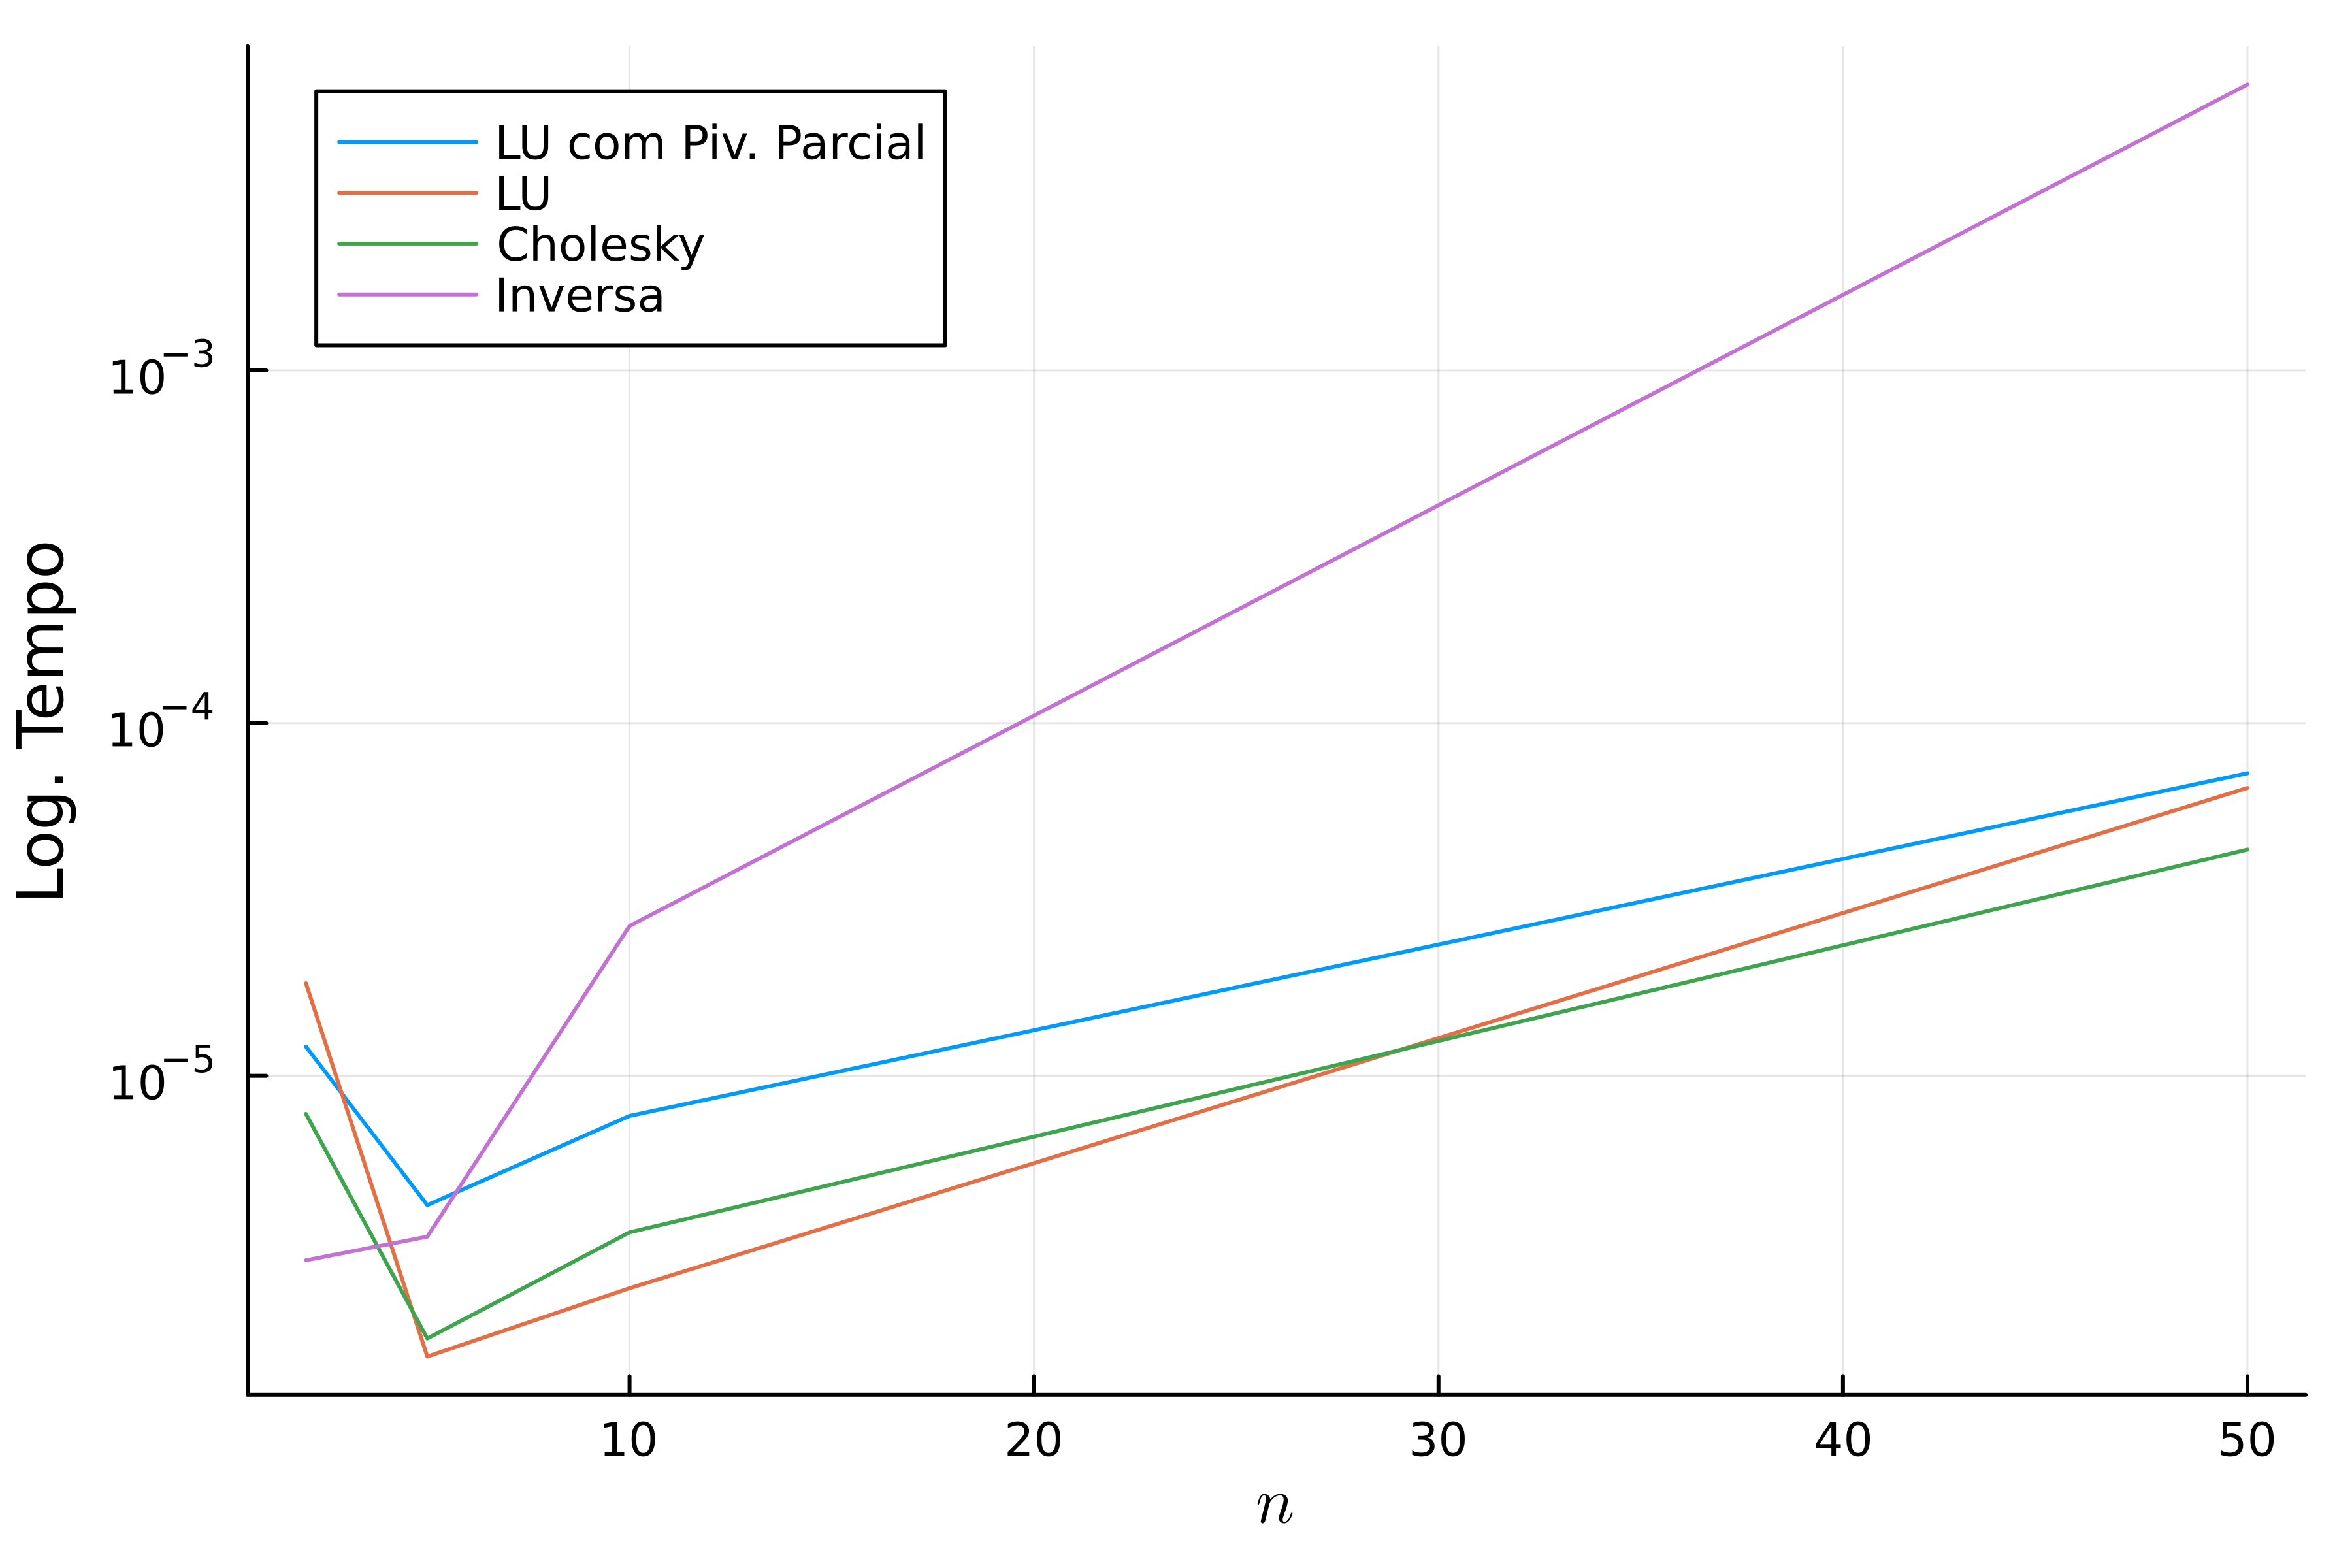 LU com Piv. Parcial
LU
Cholesky
Inversa
10⁻³
10⁻⁴
10⁻⁵
Log. Tempo
10 20 30 40 50
n